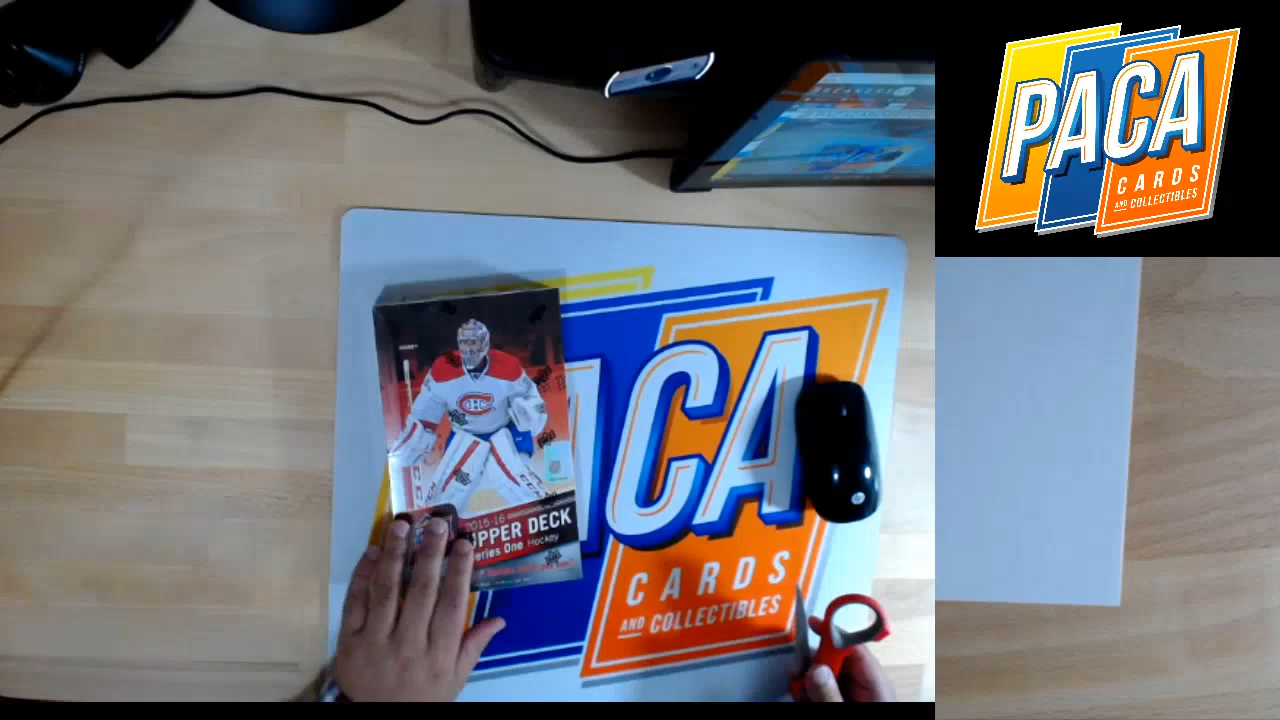 PACA
CARDS
AND COLLECTIBLES
2015-16
UPPER DECK
Series One Hockey
CA
CARDS
AND COLLECTIBLES